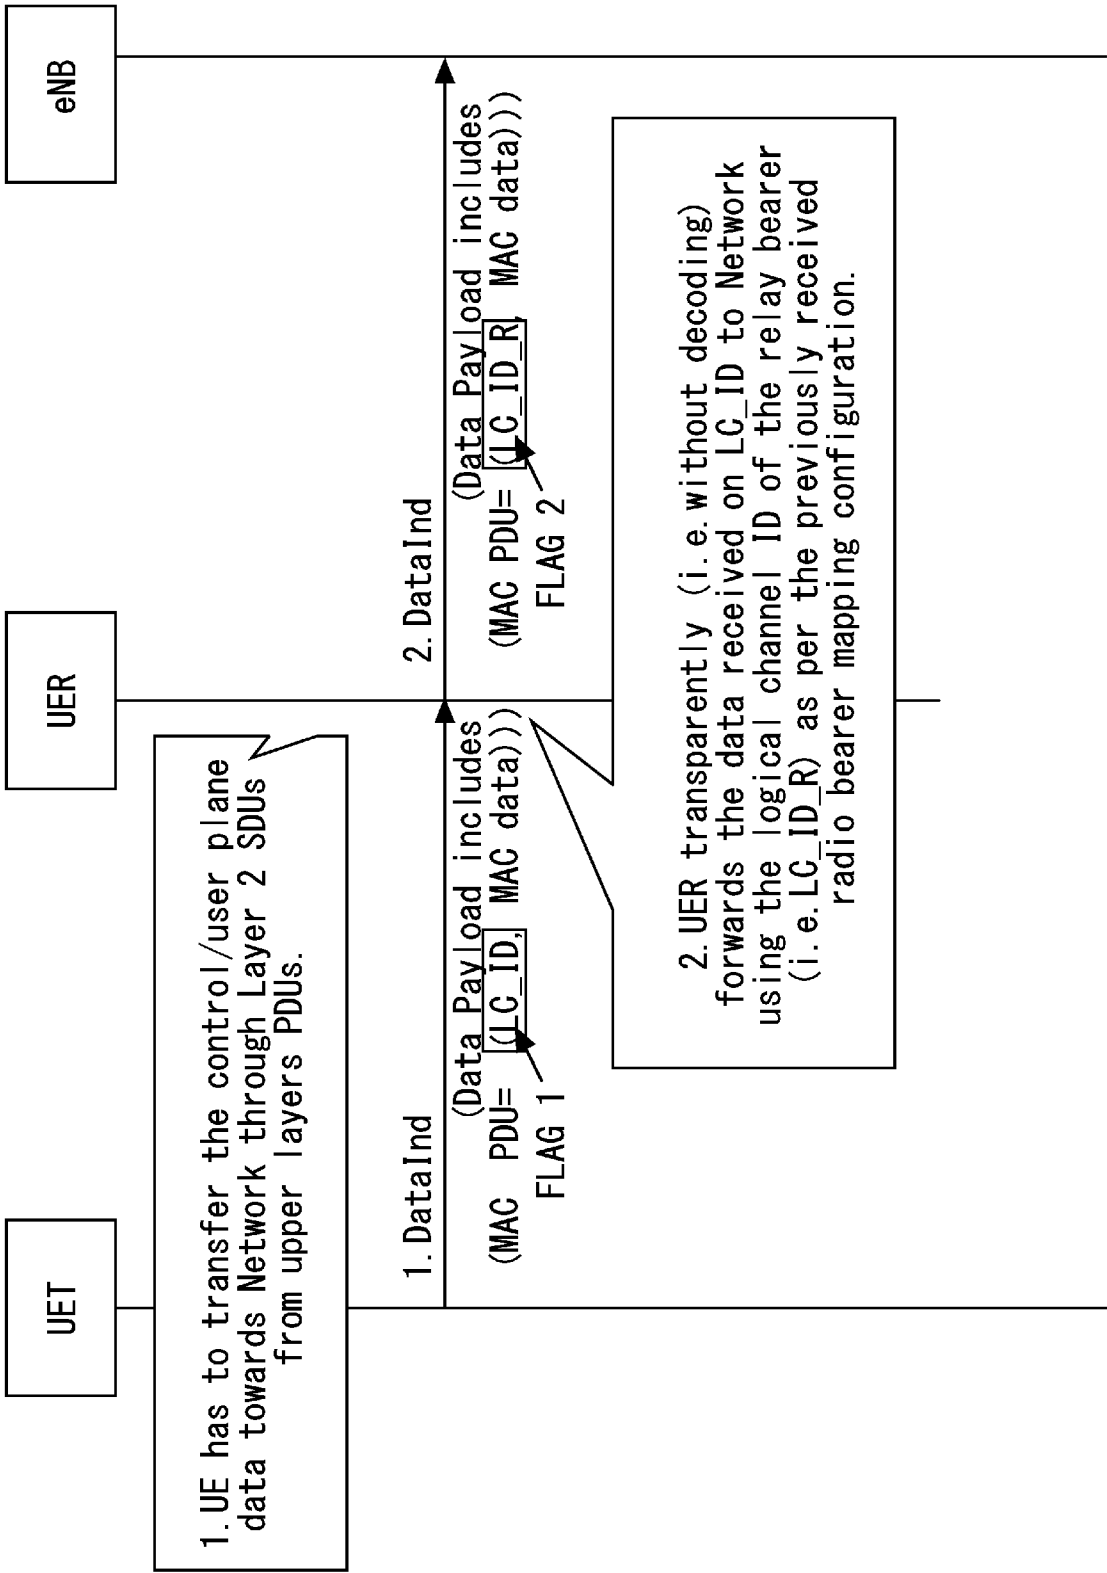 UET
UER
eNB
1.UE has to transfer the control/user plane
data towards Network through Layer 2 SDUs
from upper layers PDUs.
1.DataInd
(Data Payload includes
(MAC PDU= (LC_ID, MAC data)))
FLAG 1
2.DataInd
(Data Payload includes
(MAC PDU= (LC_ID_R, MAC data)))
FLAG 2
2.UER transparently (i.e.without decoding)
forwards the data received on LC_ID to Network
using the logical channel ID of the relay bearer
(i.e.LC_ID_R) as per the previously received
radio bearer mapping configuration.